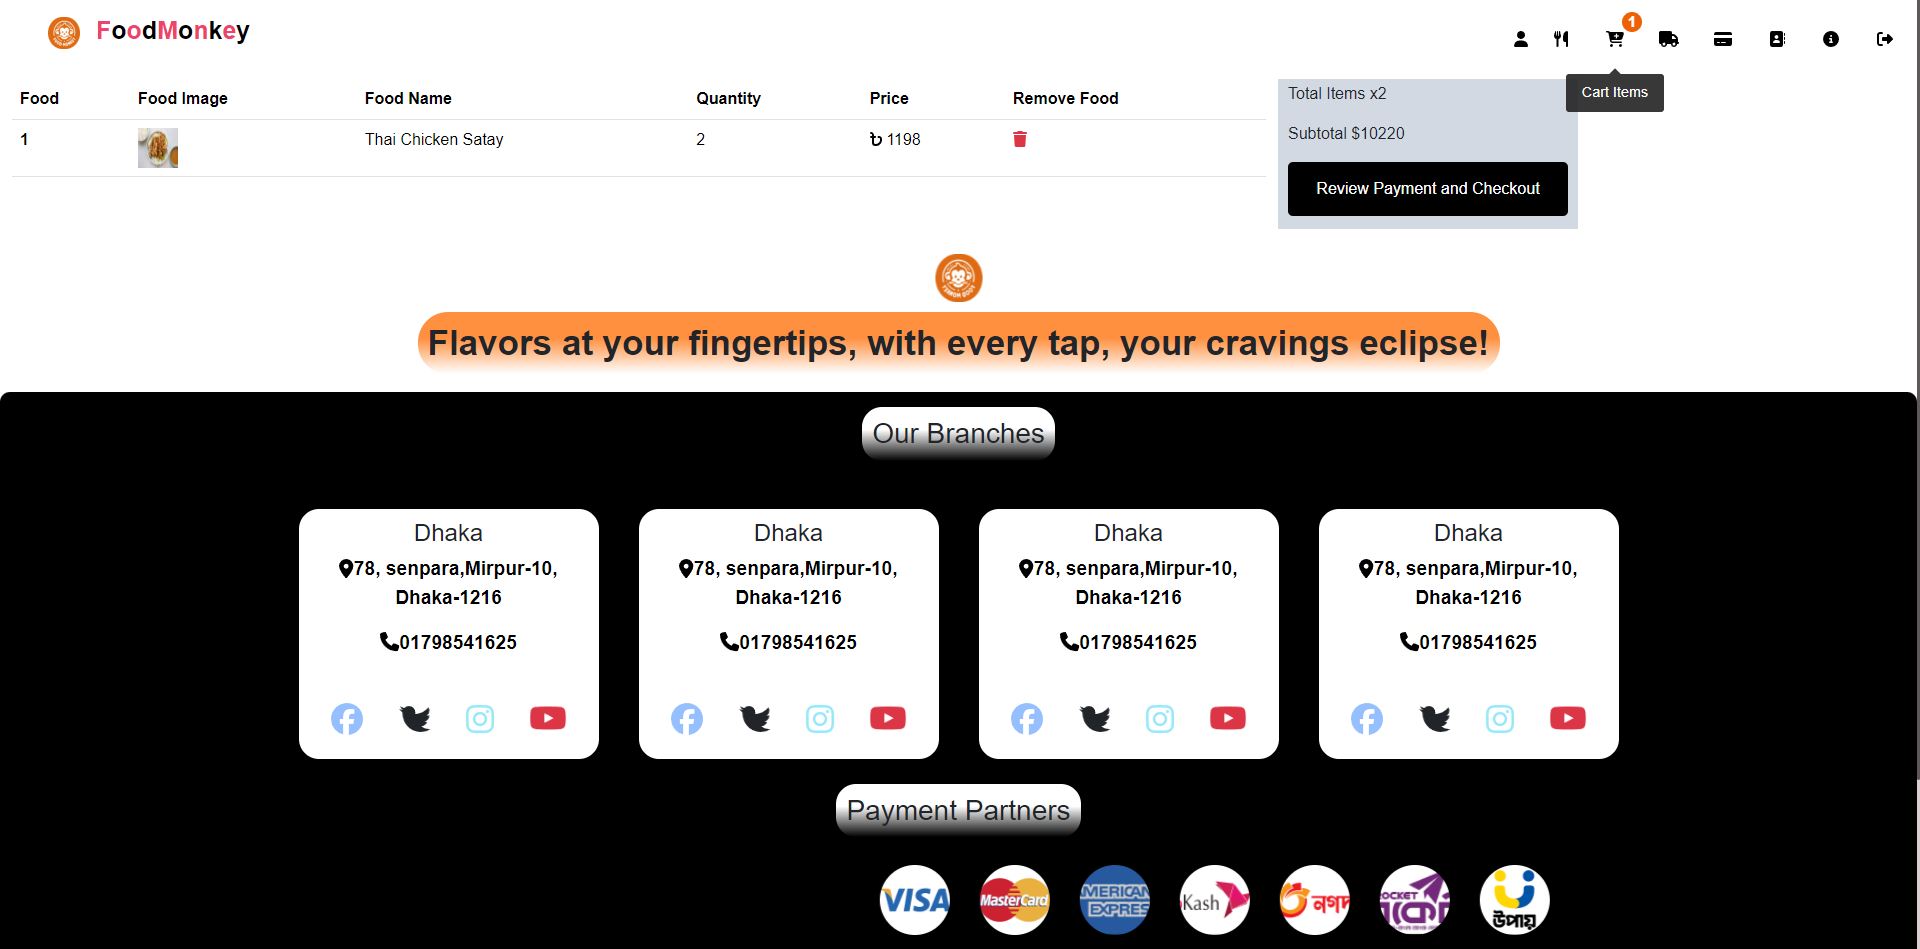 FoodMonkey
1
Cart Items
Food Food Image Food Name Quantity Price Remove Food
1 Thai Chicken Satay 2 ৳ 1198
Total Items x2
Subtotal $10220
Review Payment and Checkout
Flavors at your fingertips, with every tap, your cravings eclipse!
Our Branches
Dhaka
78, senpara,Mirpur-10,
Dhaka-1216
01798541625
Dhaka
78, senpara,Mirpur-10,
Dhaka-1216
01798541625
Dhaka
78, senpara,Mirpur-10,
Dhaka-1216
01798541625
Dhaka
78, senpara,Mirpur-10,
Dhaka-1216
01798541625
Payment Partners
VISA
MasterCard
AMERICAN
EXPRES
Kash
নগদ
OCKET
উপায়